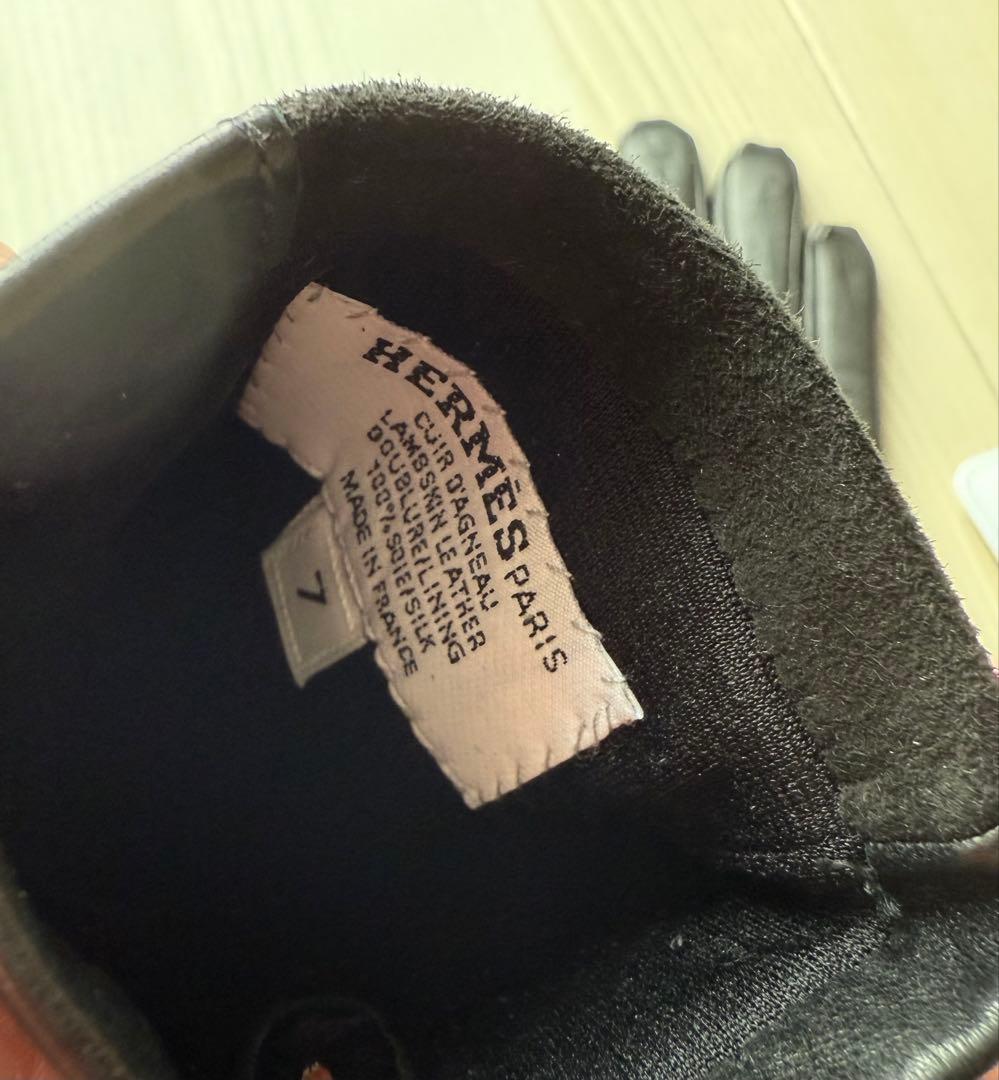 HERMÈS PARIS
CUIR D'AGNEAU
LAMBSKIN LEATHER
DOUBLURE/LINING
100% SOIE/SILK
MADE IN FRANCE
7